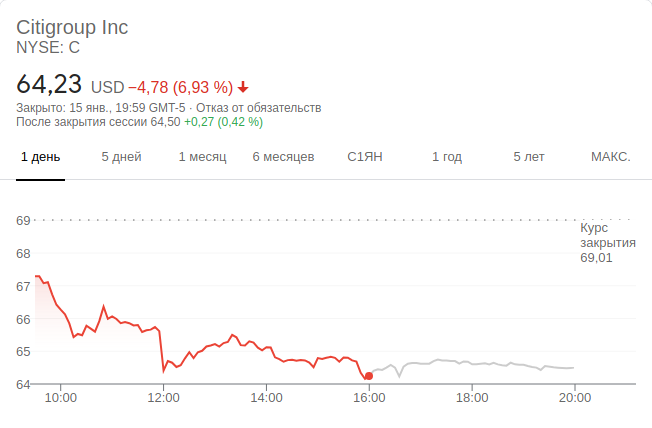 Citigroup Inc
NYSE: C
64,23 USD −4,78 (6,93 %)
Закрыто: 15 янв., 19:59 GMT-5 · Отказ от обязательств
После закрытия сессии 64,50 +0,27 (0,42 %)
1 день 5 дней 1 месяц 6 месяцев С1ЯН 1 год 5 лет МАКС.
69
Курс
закрытия
69,01
68
67
66
65
64
10:00 12:00 14:00 16:00 18:00 20:00